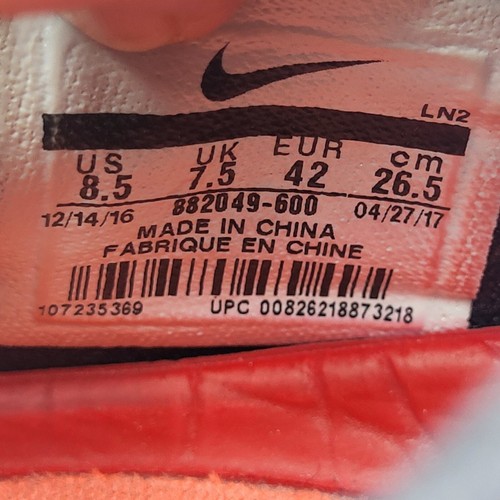 LN2
US UK EUR cm
8.5 7.5 42 26.5
12/14/16 882049-600 04/27/17
MADE IN CHINA
FABRIQUE EN CHINE
107235369 UPC 00826218873218